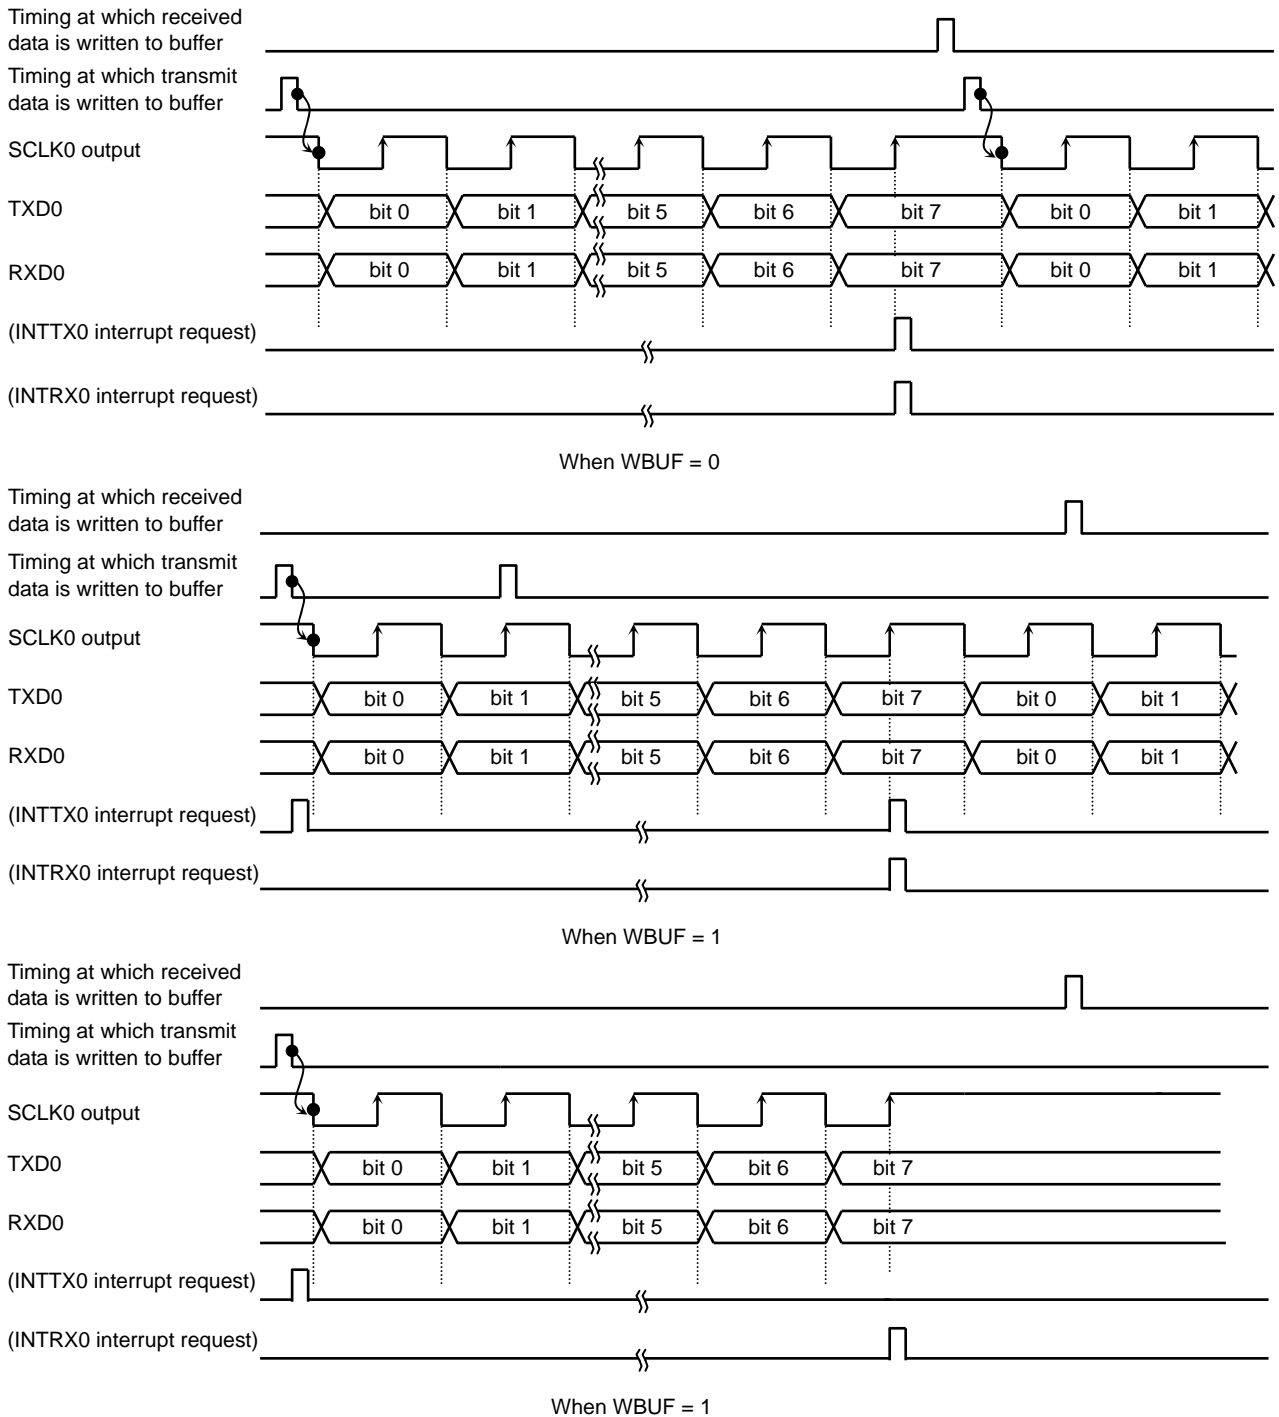 Timing at which received
data is written to buffer
Timing at which transmit
data is written to buffer
SCLK0 output
TXD0
bit 0 bit 1 bit 5 bit 6 bit 7 bit 0 bit 1
RXD0
bit 0 bit 1 bit 5 bit 6 bit 7 bit 0 bit 1
(INTTX0 interrupt request)
(INTRX0 interrupt request)
When WBUF = 0
Timing at which received
data is written to buffer
Timing at which transmit
data is written to buffer
SCLK0 output
TXD0
bit 0 bit 1 bit 5 bit 6 bit 7 bit 0 bit 1
RXD0
bit 0 bit 1 bit 5 bit 6 bit 7 bit 0 bit 1
(INTTX0 interrupt request)
(INTRX0 interrupt request)
When WBUF = 1
Timing at which received
data is written to buffer
Timing at which transmit
data is written to buffer
SCLK0 output
TXD0
bit 0 bit 1 bit 5 bit 6 bit 7
RXD0
bit 0 bit 1 bit 5 bit 6 bit 7
(INTTX0 interrupt request)
(INTRX0 interrupt request)
When WBUF = 1